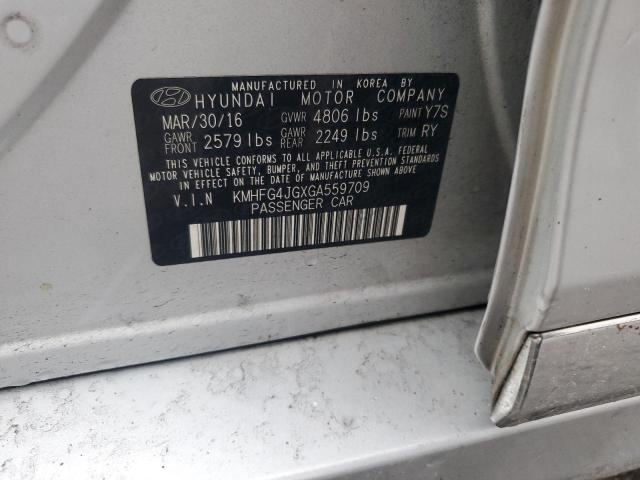 MANUFACTURED IN KOREA BY
HYUNDAI MOTOR COMPANY
MAR/30/16 GVWR 4806 lbs PAINT Y7S
GAWR FRONT 2579 lbs GAWR REAR 2249 lbs TRIM RY
THIS VEHICLE CONFORMS TO ALL APPLICABLE U.S.A. FEDERAL
MOTOR VEHICLE SAFETY, BUMPER, AND THEFT PREVENTION STANDARDS
IN EFFECT ON THE DATE OF MANUFACTURE SHOWN ABOVE.
V.I.N KMHFG4JGXGA559709
PASSENGER CAR